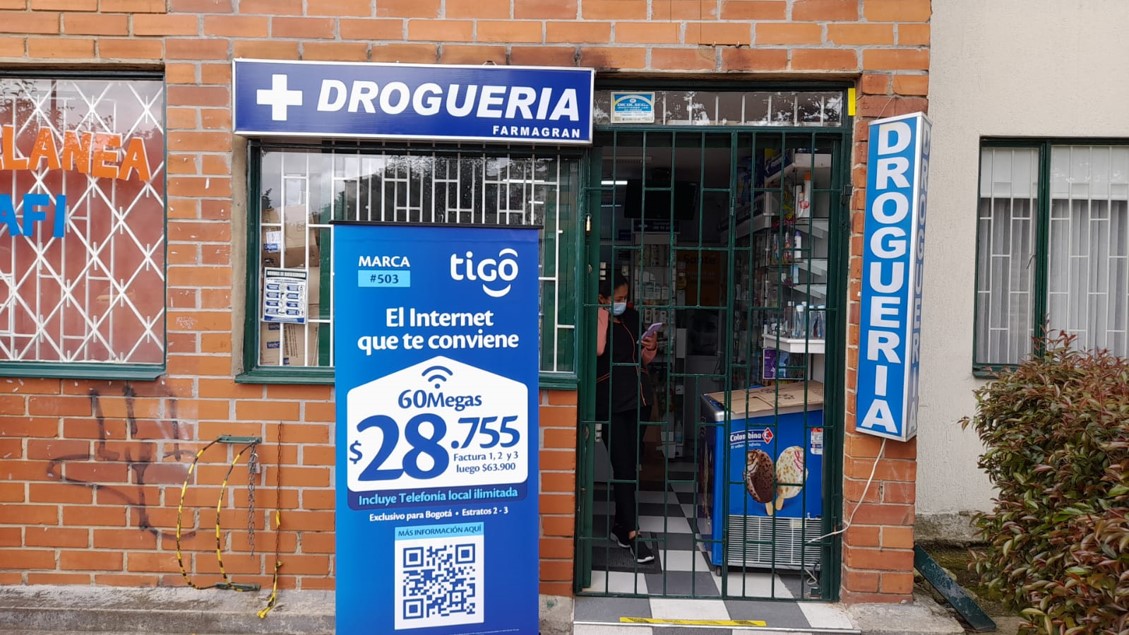 DROGUERIA
FARMAGRAN
LANEA
AFI
MARCA
#503
tigo
El Internet
que te conviene
60Megas
$28.755
Factura 1, 2 y 3
luego $63.900
Incluye Telefonía local ilimitada
Exclusivo para Bogotá • Estratos 2 - 3
MÁS INFORMACIÓN AQUÍ
Colombina
DROGUERIA
DROGUERIA